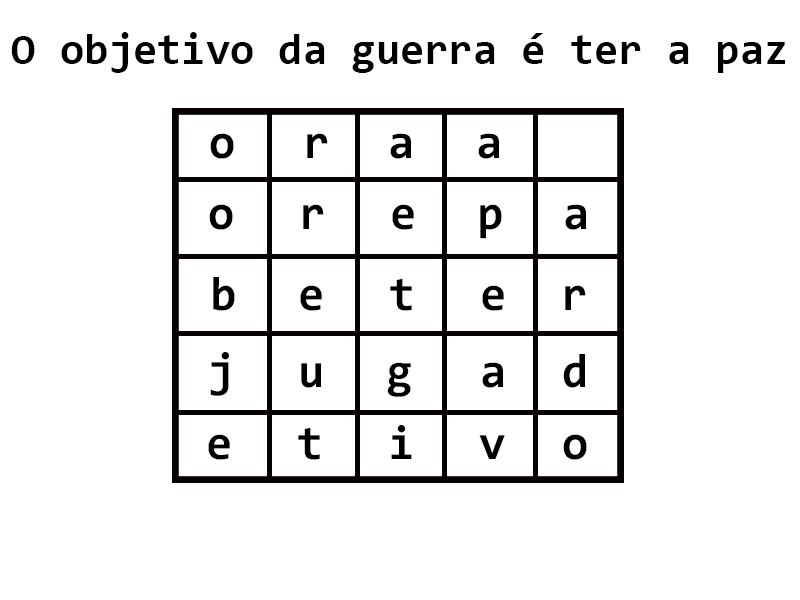 O objetivo da guerra é ter a paz
o r a a
o r e p a
b e t e r
j u g a d
e t i v o